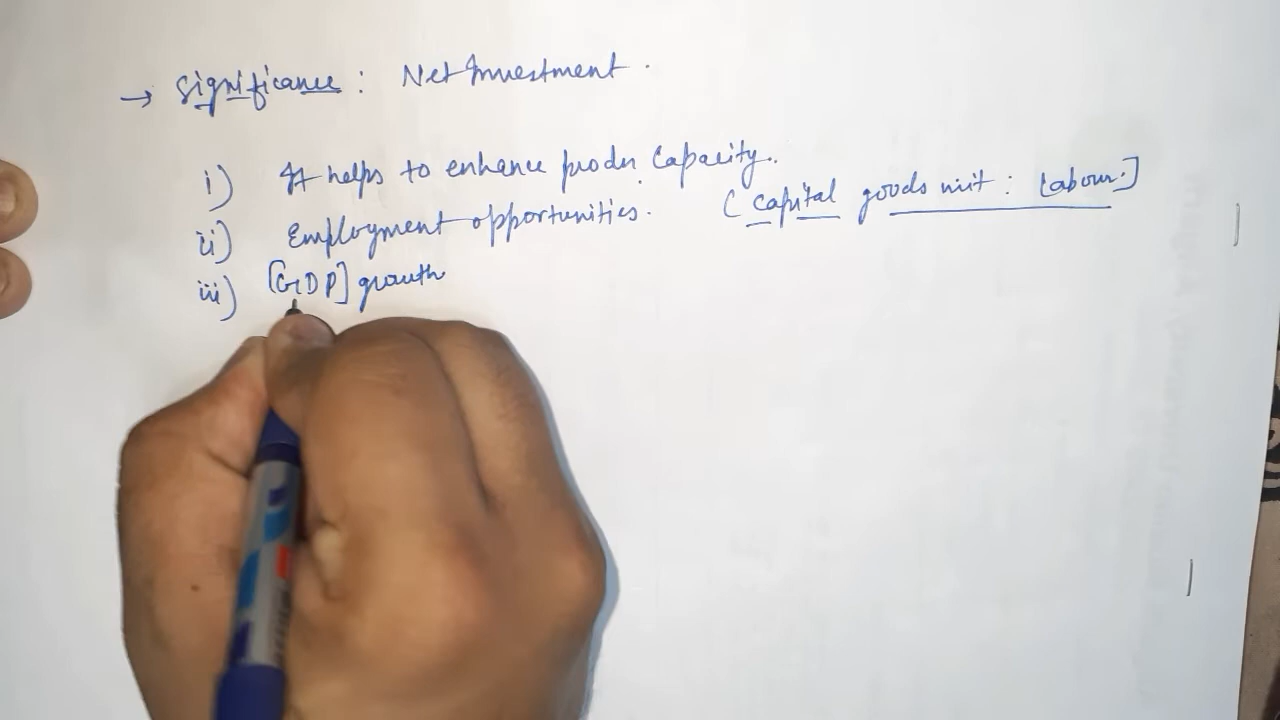 → Significance : Net Investment .
i) It helps to enhance prodn Capacity..
ii) Employment opportunities. ( Capital goods unit : Labour.]
iii) [GDP] growth